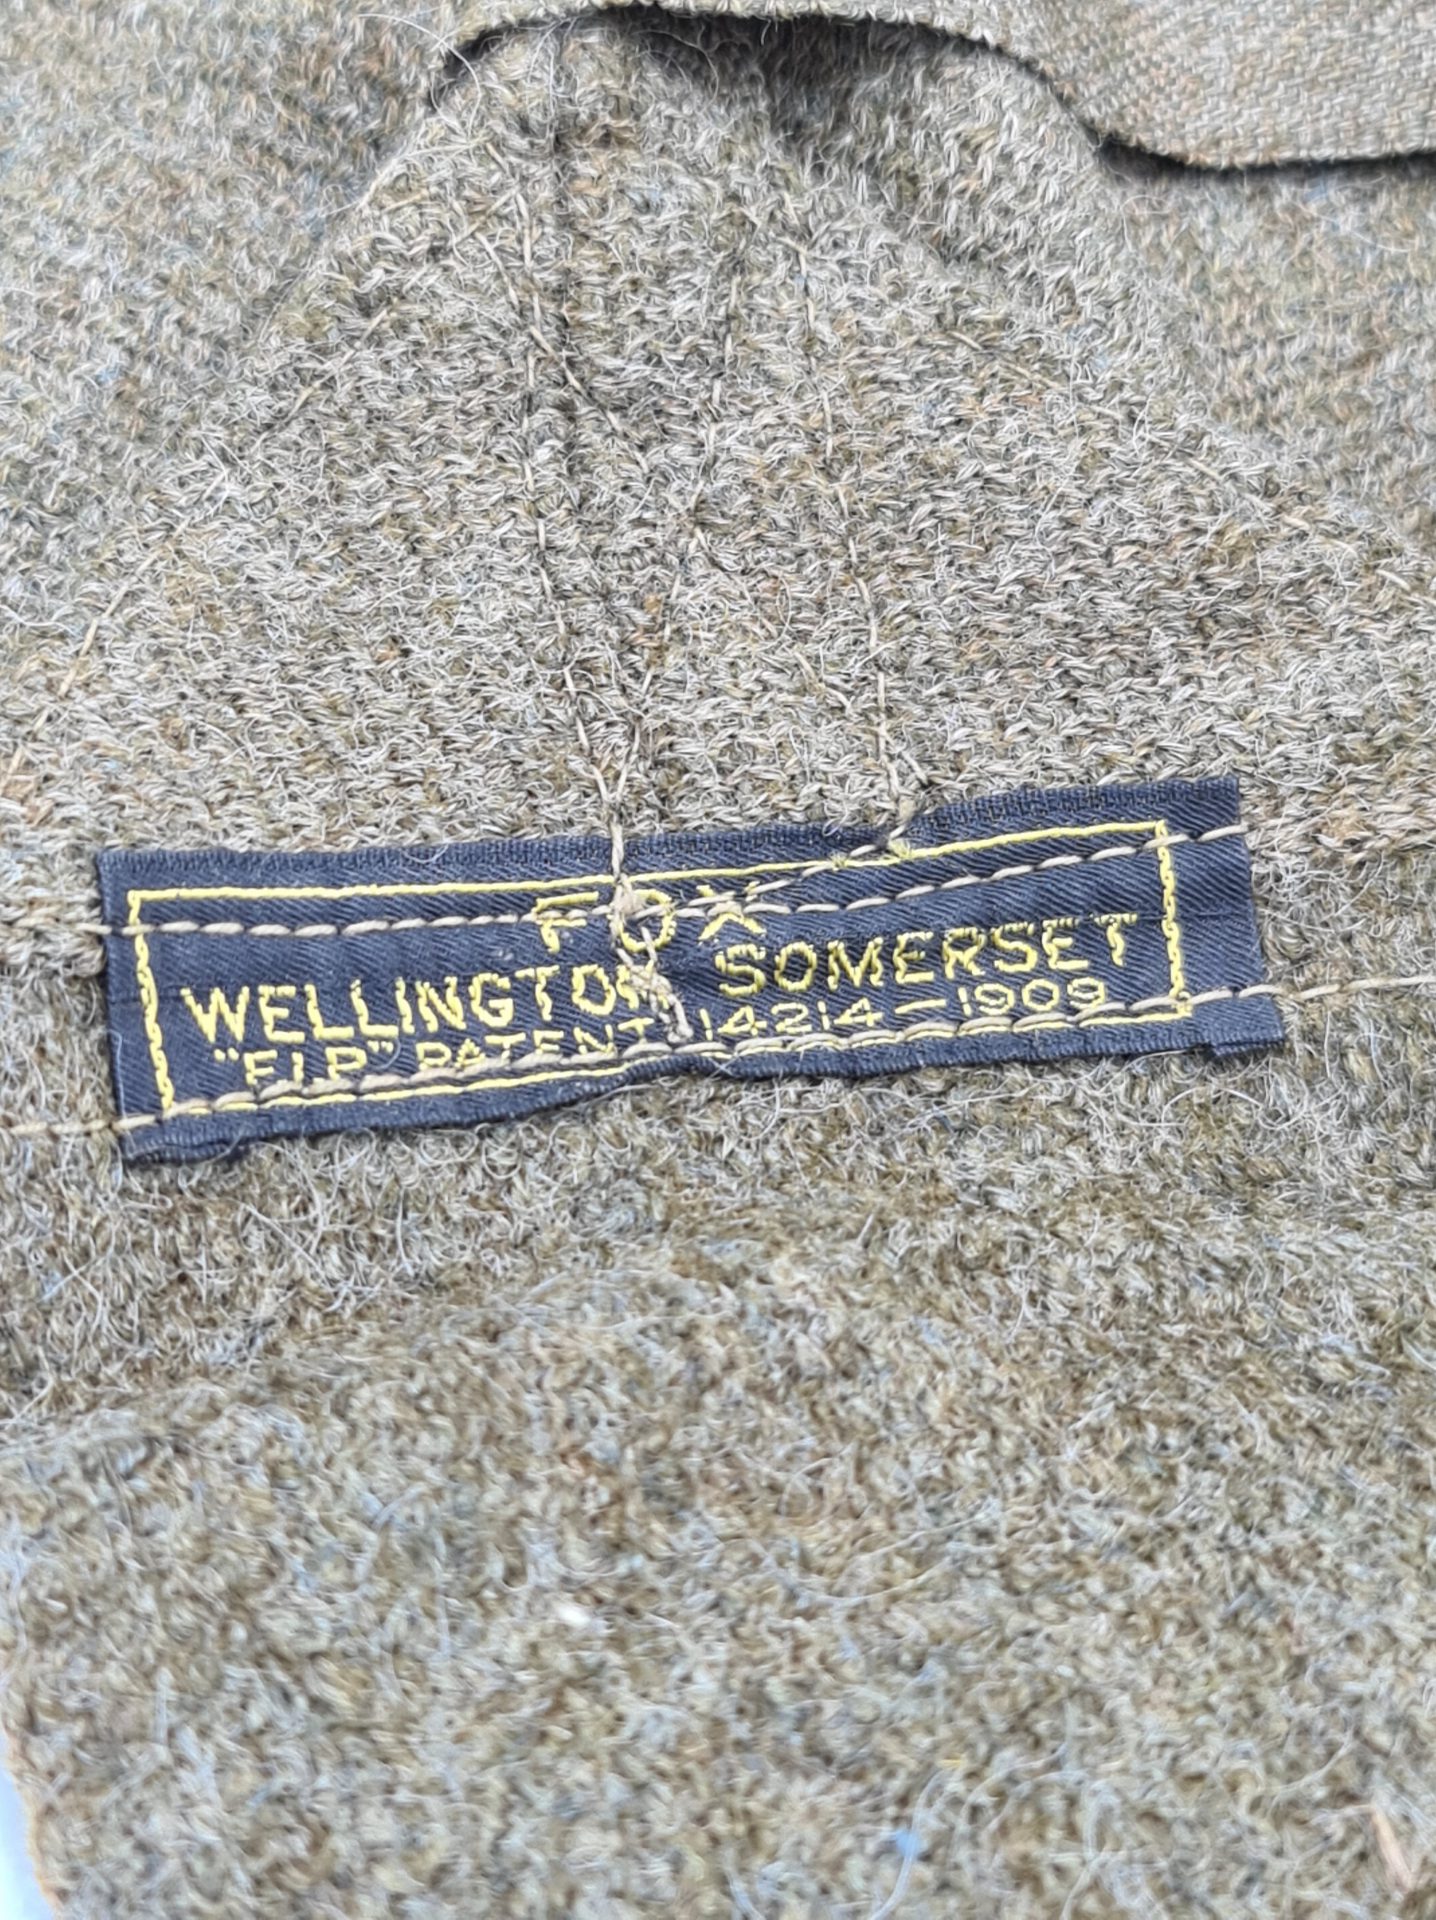 FOX
WELLINGTON SOMERSET
"F.I.P." PATENT 14214-1909